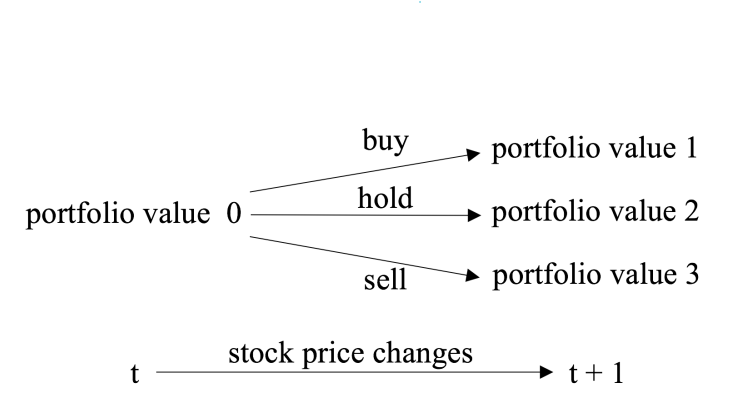 buy
portfolio value 1
hold
portfolio value 0
portfolio value 2
sell
portfolio value 3
stock price changes
t
t + 1